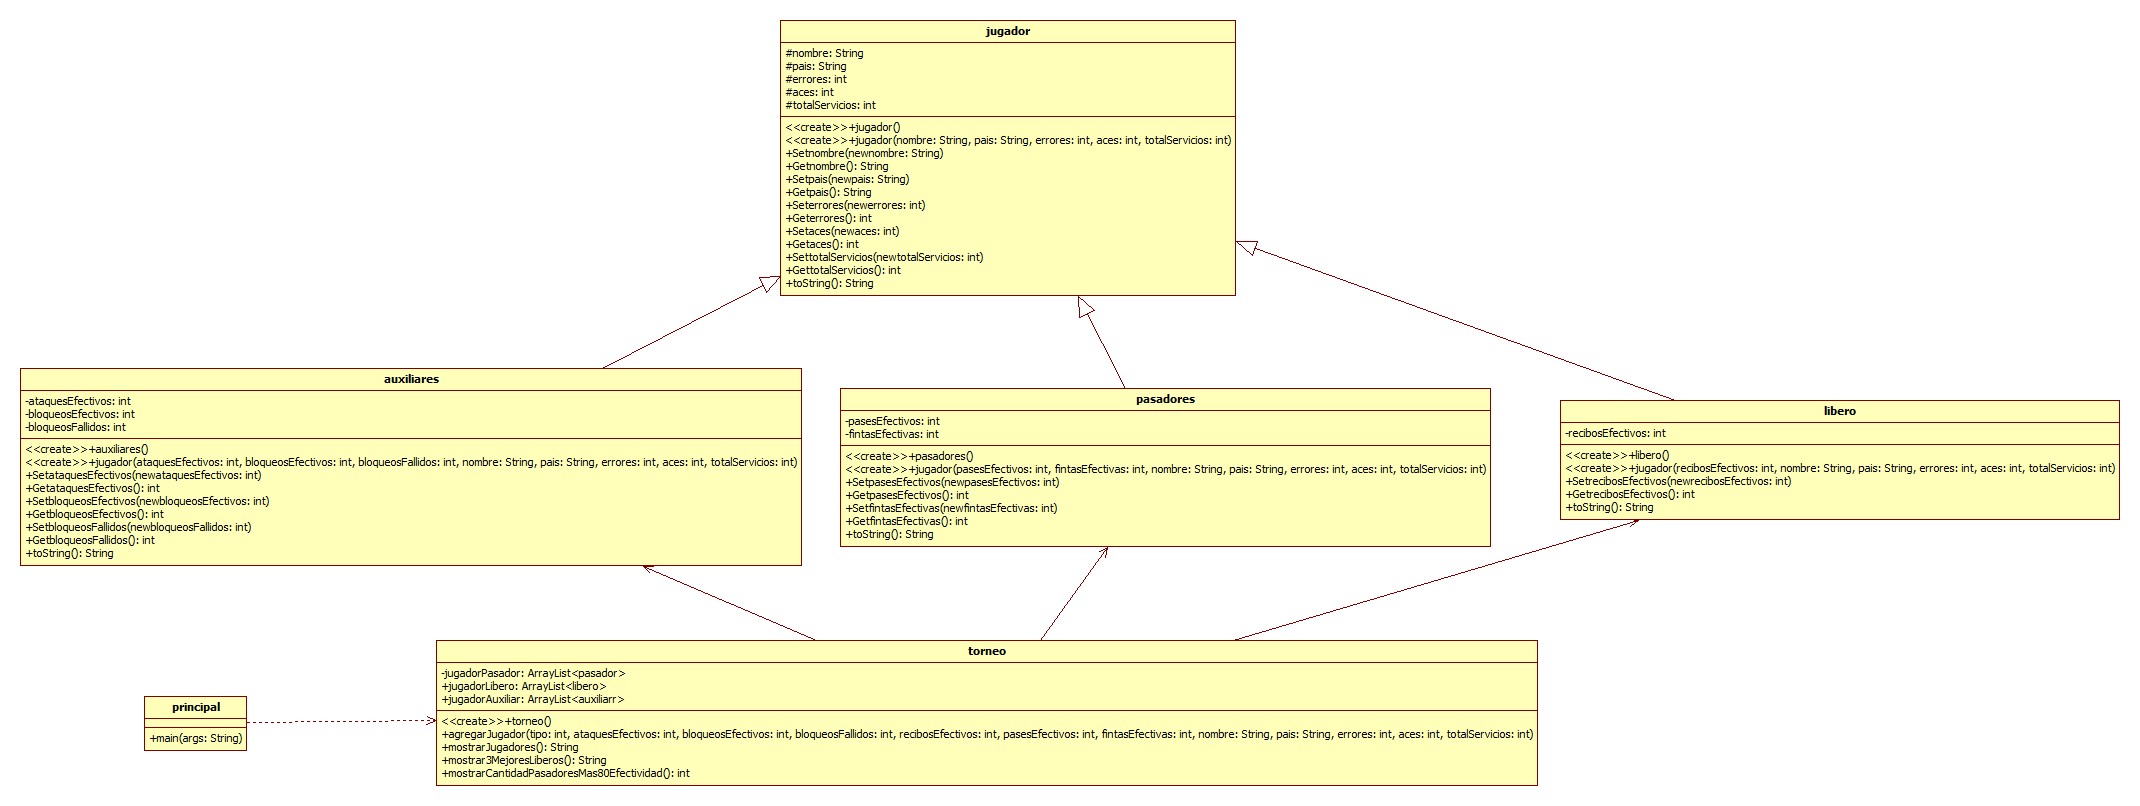 jugador
#nombre: String
#pais: String
#errores: int
#aces: int
#totalServicios: int
<<create>>+jugador()
<<create>>+jugador(nombre: String, pais: String, errores: int, aces: int, totalServicios: int)
+Setnombre(newnombre: String)
+Getnombre(): String
+Setpais(newpais: String)
+Getpais(): String
+Seterrores(newerrores: int)
+Geterrores(): int
+Setaces(newaces: int)
+Getaces(): int
+SettotalServicios(newtotalServicios: int)
+GettotalServicios(): int
+toString(): String
auxiliares
-ataquesEfectivos: int
-bloqueosEfectivos: int
-bloqueosFallidos: int
<<create>>+auxiliares()
<<create>>+jugador(ataquesEfectivos: int, bloqueosEfectivos: int, bloqueosFallidos: int, nombre: String, pais: String, errores: int, aces: int, totalServicios: int)
+SetataquesEfectivos(newataquesEfectivos: int)
+GetataquesEfectivos(): int
+SetbloqueosEfectivos(newbloqueosEfectivos: int)
+GetbloqueosEfectivos(): int
+SetbloqueosFallidos(newbloqueosFallidos: int)
+GetbloqueosFallidos(): int
+toString(): String
pasadores
-pasesEfectivos: int
-fintasEfectivas: int
<<create>>+pasadores()
<<create>>+jugador(pasesEfectivos: int, fintasEfectivas: int, nombre: String, pais: String, errores: int, aces: int, totalServicios: int)
+SetpasesEfectivos(newpasesEfectivos: int)
+GetpasesEfectivos(): int
+SetfintasEfectivas(newfintasEfectivas: int)
+GetfintasEfectivas(): int
+toString(): String
libero
-recibosEfectivos: int
<<create>>+libero()
<<create>>+jugador(recibosEfectivos: int, nombre: String, pais: String, errores: int, aces: int, totalServicios: int)
+SetrecibosEfectivos(newrecibosEfectivos: int)
+GetrecibosEfectivos(): int
+toString(): String
torneo
-jugadorPasador: ArrayList<pasador>
+jugadorLibero: ArrayList<libero>
+jugadorAuxiliar: ArrayList<auxiliarr>
<<create>>+torneo()
+agregarJugador(tipo: int, ataquesEfectivos: int, bloqueosEfectivos: int, bloqueosFallidos: int, recibosEfectivos: int, pasesEfectivos: int, fintasEfectivas: int, nombre: String, pais: String, errores: int, aces: int, totalServicios: int)
+mostrarJugadores(): String
+mostrar3MejoresLiberos(): String
+mostrarCantidadPasadoresMas80Efectividad(): int
principal
+main(args: String)